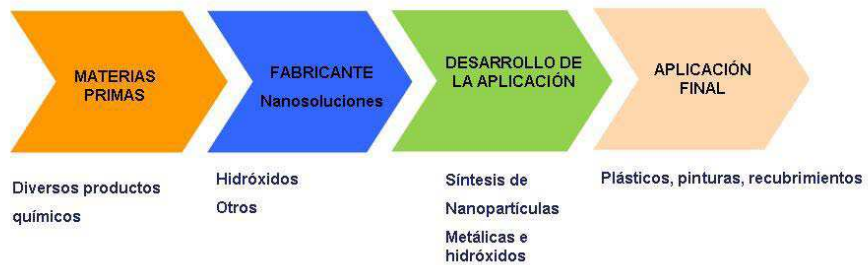 MATERIAS
PRIMAS
FABRICANTE
Nanosoluciones
DESARROLLO DE
LA APLICACIÓN
APLICACIÓN
FINAL
Diversos productos
químicos
Hidróxidos
Otros
Síntesis de
Nanopartículas
Metálicas e
hidróxidos
Plásticos, pinturas, recubrimientos